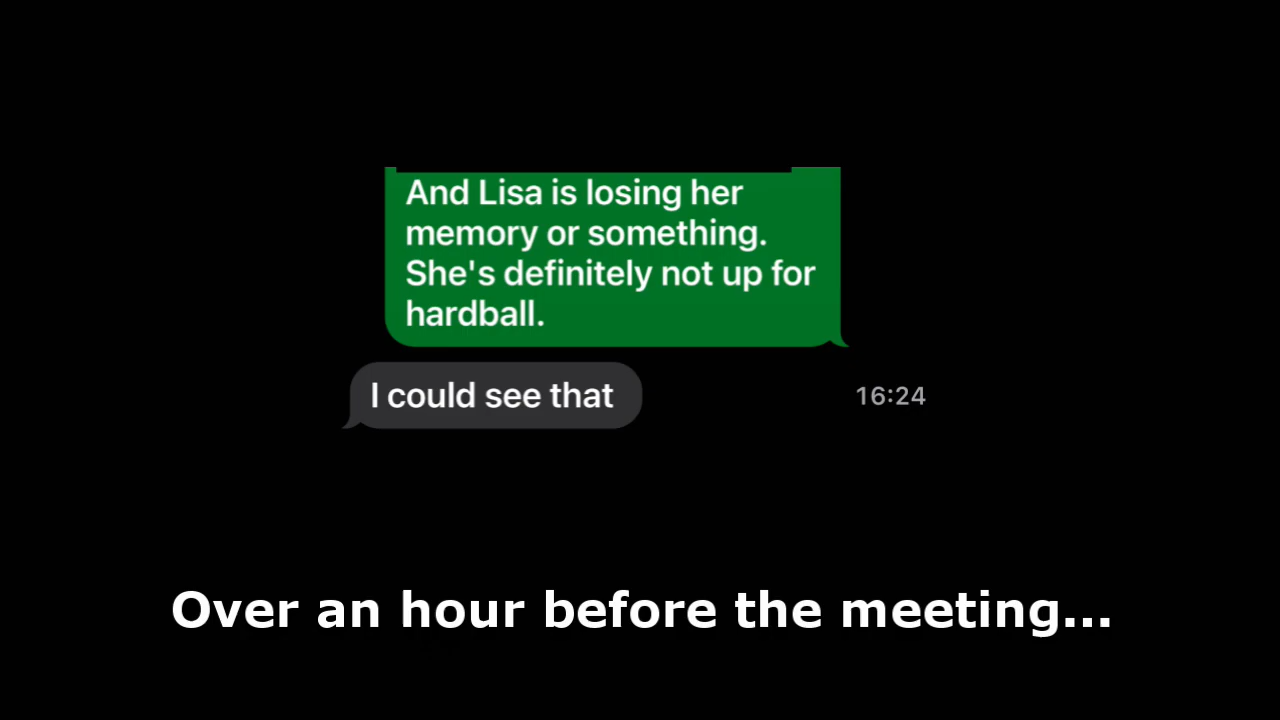 And Lisa is losing her
memory or something.
She's definitely not up for
hardball.
I could see that
16:24
Over an hour before the meeting...